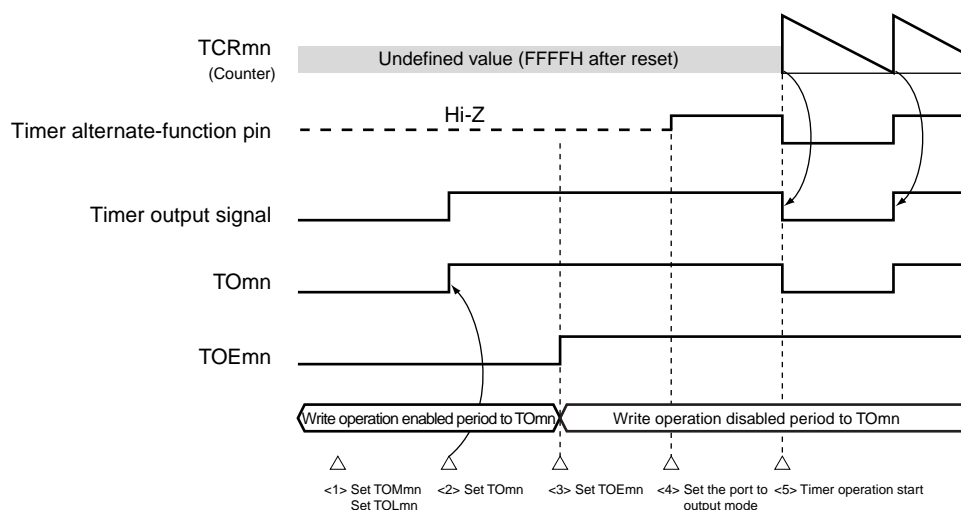 TCRmn
(Counter)
Undefined value (FFFFH after reset)
Hi-Z
Timer alternate-function pin
Timer output signal
TOmn
TOEmn
Write operation enabled period to TOmn
Write operation disabled period to TOmn
<1> Set TOMmn
Set TOLmn
<2> Set TOmn
<3> Set TOEmn
<4> Set the port to
output mode
<5> Timer operation start